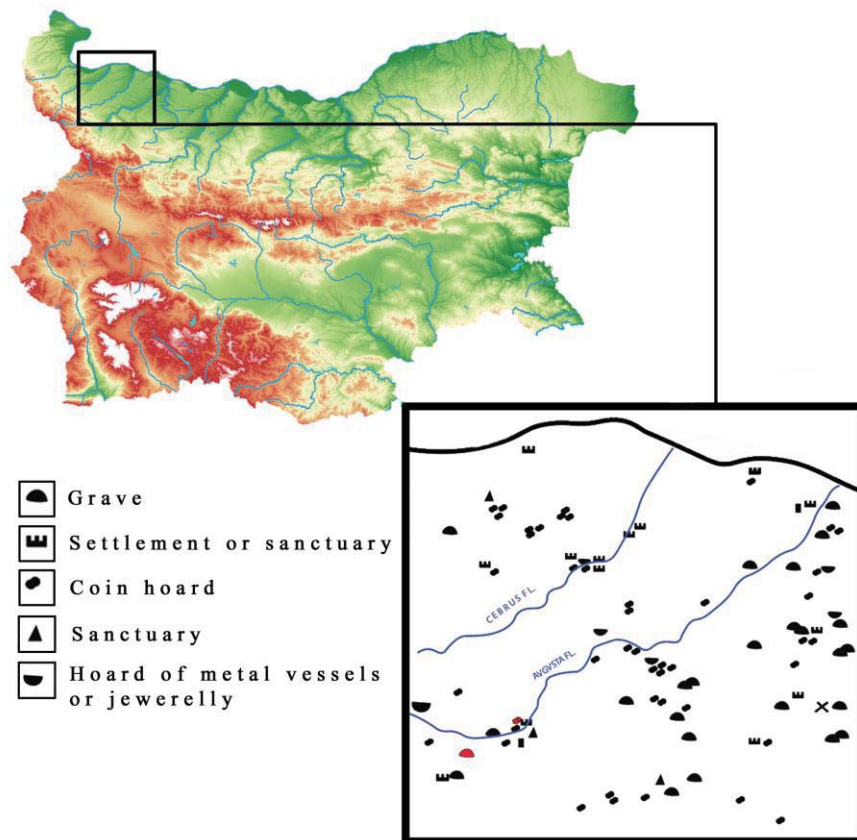 Grave
Settlement or sanctuary
Coin hoard
Sanctuary
Hoard of metal vessels
or jewerelly
CEBRUS FL.
AVGVSTA FL.